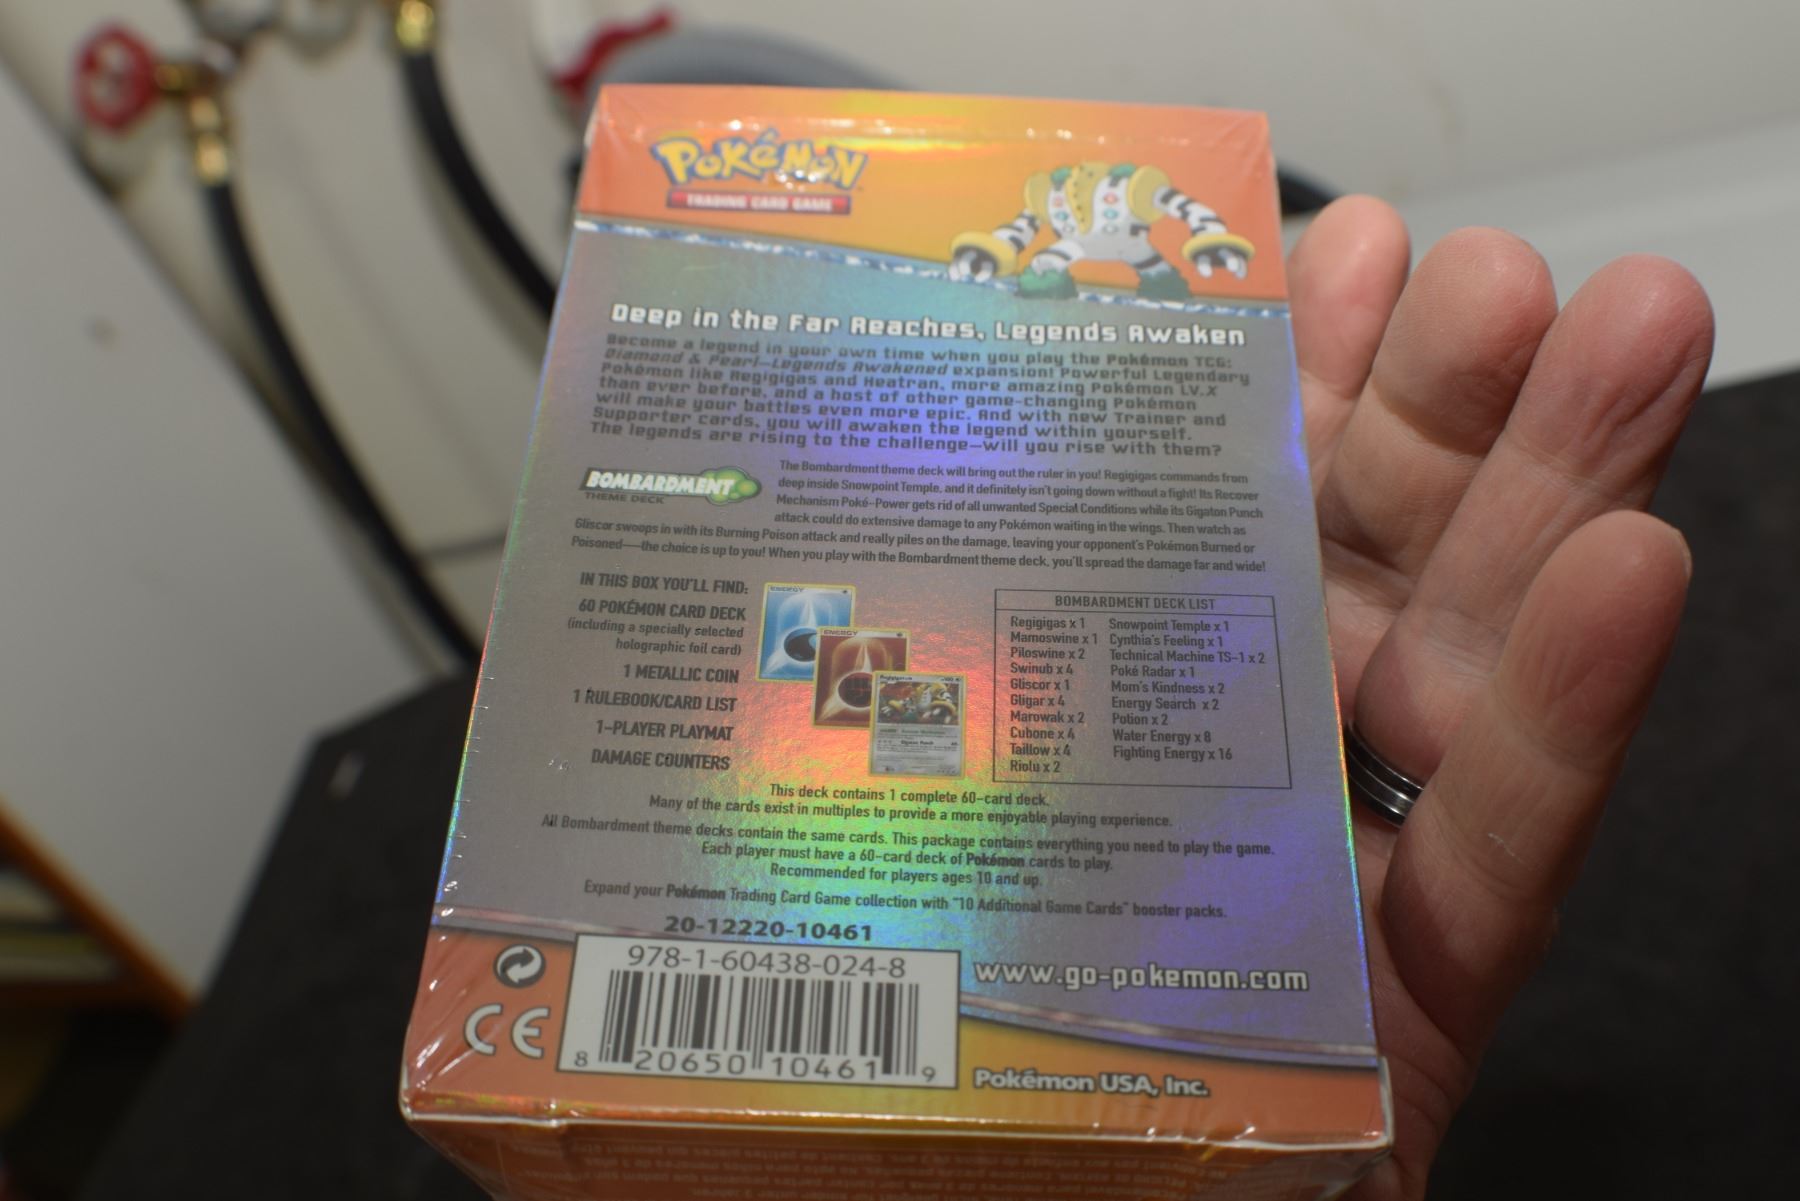 POKéMON
TRADING CARD GAME
Deep in the Far Reaches, Legends Awaken
Become a legend in your own time when you play the Pokémon TCG:
Diamond & Pearl—Legends Awakened expansion! Powerful Legendary
Pokémon like Regigigas and Heatran, more amazing Pokémon LV.X
than ever before, and a host of other game-changing Pokémon
will make your battles even more epic. And with new Trainer and
Supporter cards, you will awaken the legend within yourself.
The legends are rising to the challenge—will you rise with them?
BOMBARDMENT
THEME DECK
The Bombardment theme deck will bring out the ruler in you! Regigigas commands from
deep inside Snowpoint Temple, and it definitely isn't going down without a fight! Its Recover
Mechanism Poké-Power gets rid of all unwanted Special Conditions while its Gigaton Punch
attack could do extensive damage to any Pokémon waiting in the wings. Then watch as
Gliscor swoops in with its Burning Poison attack and really piles on the damage, leaving your opponent's Pokémon Burned or
Poisoned—the choice is up to you! When you play with the Bombardment theme deck, you'll spread the damage far and wide!
IN THIS BOX YOU'LL FIND:
60 POKÉMON CARD DECK
(including a specially selected
holographic foil card)
1 METALLIC COIN
1 RULEBOOK/CARD LIST
1-PLAYER PLAYMAT
DAMAGE COUNTERS
ENERGY
ENERGY
Regigigas
Gigaton Punch
BOMBARDMENT DECK LIST
Regigigas x 1
Mamoswine x 1
Piloswine x 2
Swinub x 4
Gliscor x 1
Gligar x 4
Marowak x 2
Cubone x 4
Taillow x 4
Riolu x 2
Snowpoint Temple x 1
Cynthia's Feeling x 1
Technical Machine TS-1 x 2
Poké Radar x 1
Mom's Kindness x 2
Energy Search x 2
Potion x 2
Water Energy x 8
Fighting Energy x 16
This deck contains 1 complete 60-card deck.
Many of the cards exist in multiples to provide a more enjoyable playing experience.
All Bombardment theme decks contain the same cards. This package contains everything you need to play the game.
Each player must have a 60-card deck of Pokémon cards to play.
Recommended for players ages 10 and up.
Expand your Pokémon Trading Card Game collection with "10 Additional Game Cards" booster packs.
20-12220-10461
978-1-60438-024-8
8 20650 10461 9
CE
www.go-pokemon.com
Pokémon USA, Inc.